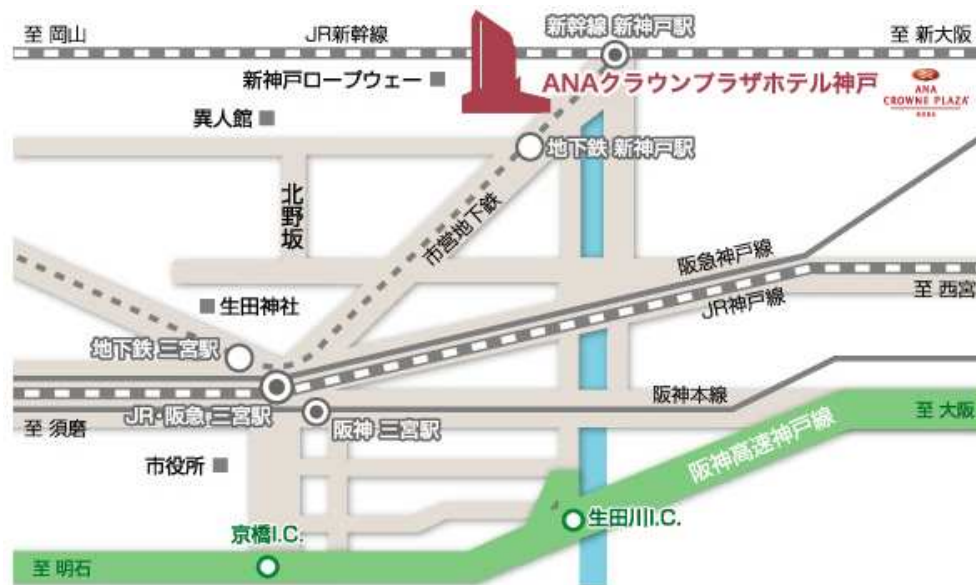 新幹線 新神戸駅
至 岡山
JR新幹線
至 新大阪
新神戸ロープウェー
ANAクラウンプラザホテル神戸
ANA
CROWNE PLAZA
KOBE
異人館
地下鉄 新神戸駅
北野坂
市営地下鉄
阪急神戸線
JR神戸線
至 西宮
生田神社
地下鉄 三宮駅
JR・阪急 三宮駅
阪神 三宮駅
阪神本線
至 須磨
至 大阪
阪神高速神戸線
市役所
生田川I.C.
京橋I.C.
至 明石